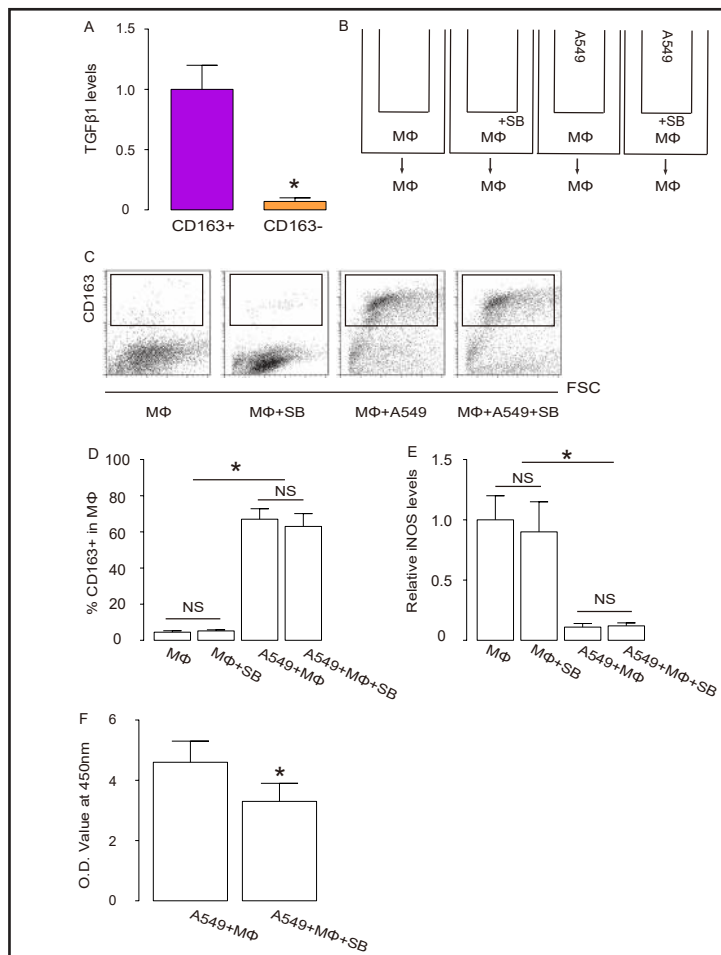 A
TGFβ1 levels
1.5
1.0
0.5
0
*
CD163+
CD163-
B
A549
A549
+SB
+SB
MΦ
MΦ
MΦ
MΦ
MΦ
MΦ
MΦ
MΦ
C
CD163
FSC
MΦ
MΦ+SB
MΦ+A549
MΦ+A549+SB
D
% CD163+ in MΦ
100
80
60
40
20
0
*
NS
NS
MΦ
MΦ+SB
A549+MΦ
A549+MΦ+SB
E
Relative iNOS levels
1.5
1.0
0.5
0
*
NS
NS
MΦ
MΦ+SB
A549+MΦ
A549+MΦ+SB
F
O.D. Value at 450nm
6
4
2
0
*
A549+MΦ
A549+MΦ+SB